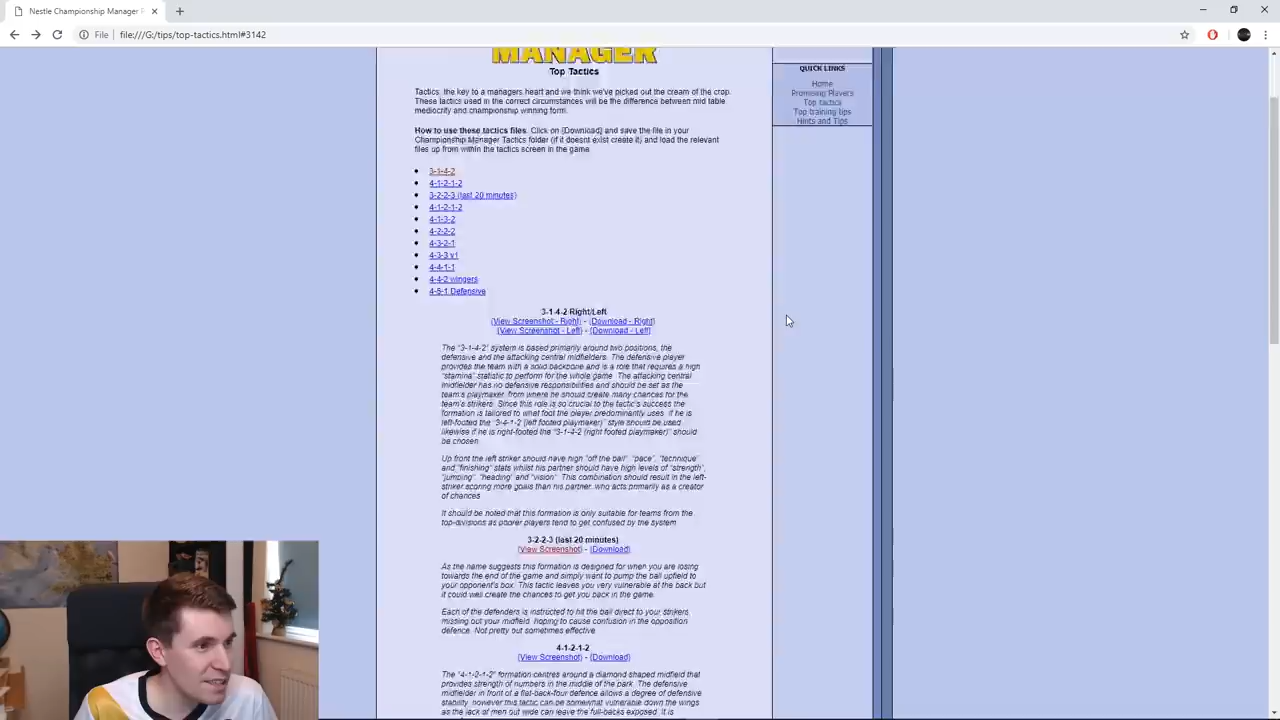 Nestle Championship Manager
File
file:///G:/tips/top-tactics.html#3142
MANAGER
Top Tactics
Tactics, the key to a managers heart and we think we've picked out the cream of the crop.
These tactics used in the correct circumstances will be the difference between mid table
mediocrity and championship winning form.
How to use these tactics files. Click on (Download) and save the file in your
Championship Manager Tactics folder (if it doesnt exist create it) and load the relevant
files up from within the tactics screen in the game
3-1-4-2
4-1-2-1-2
3-2-2-3 (last 20 minutes)
4-1-2-1-2
4-1-3-2
4-2-2-2
4-3-2-1
4-3-3 v1
4-4-1-1
4-4-2 wingers
4-5-1 Defensive
3-1-4-2 Right/Left
(View Screenshot - Right) - (Download - Right)
(View Screenshot - Left) - (Download - Left)
The "3-1-4-2" system is based primarily around two positions, the
defensive and the attacking central midfielders. The defensive player
provides the team with a solid backbone and is a role that requires a high
"stamina" statistic to perform for the whole game. The attacking central
midfielder has no defensive responsibilities and should be set as the
team's playmaker, from where he should create many chances for the
team's strikers. Since this role is so crucial to the tactic's success the
formation is tailored to what foot the player predominantly uses. If he is
left-footed the "3-4-1-2 (left footed playmaker)" style should be used,
likewise if he is right-footed the "3-1-4-2 (right footed playmaker)" should
be chosen.
Up front the left striker should have high "off the ball", "pace", "technique"
and "finishing" stats whilst his partner should have high levels of "strength",
"jumping", "heading" and "vision". This combination should result in the left-
striker scoring more goals than his partner, who acts primarily as a creator
of chances
It should be noted that this formation is only suitable for teams from the
top-divisions as poorer players tend to get confused by the system
3-2-2-3 (last 20 minutes)
(View Screenshot) - (Download)
As the name suggests this formation is designed for when you are losing
towards the end of the game and simply want to pump the ball upfield to
your opponent's box. This tactic leaves you very vulnerable at the back but
it could well create the chances to get you back in the game.
Each of the defenders is instructed to hit the ball direct to your strikers,
missing out your midfield, hoping to cause confusion in the opposition
defence. Not pretty but sometimes effective
4-1-2-1-2
(View Screenshot) - (Download)
The "4-1-2-1-2" formation centres around a diamond shaped midfield that
provides strength of numbers in the middle of the park. The defensive
midfielder in front of a flat-back-four defence allows a degree of defensive
stability, however this tactic can be somewhat vulnerable down the wings
as the lack of men out wide can leave the full-backs exposed. It is
QUICK LINKS
Home
Promising Players
Top tactics
Top training tips
Hints and Tips